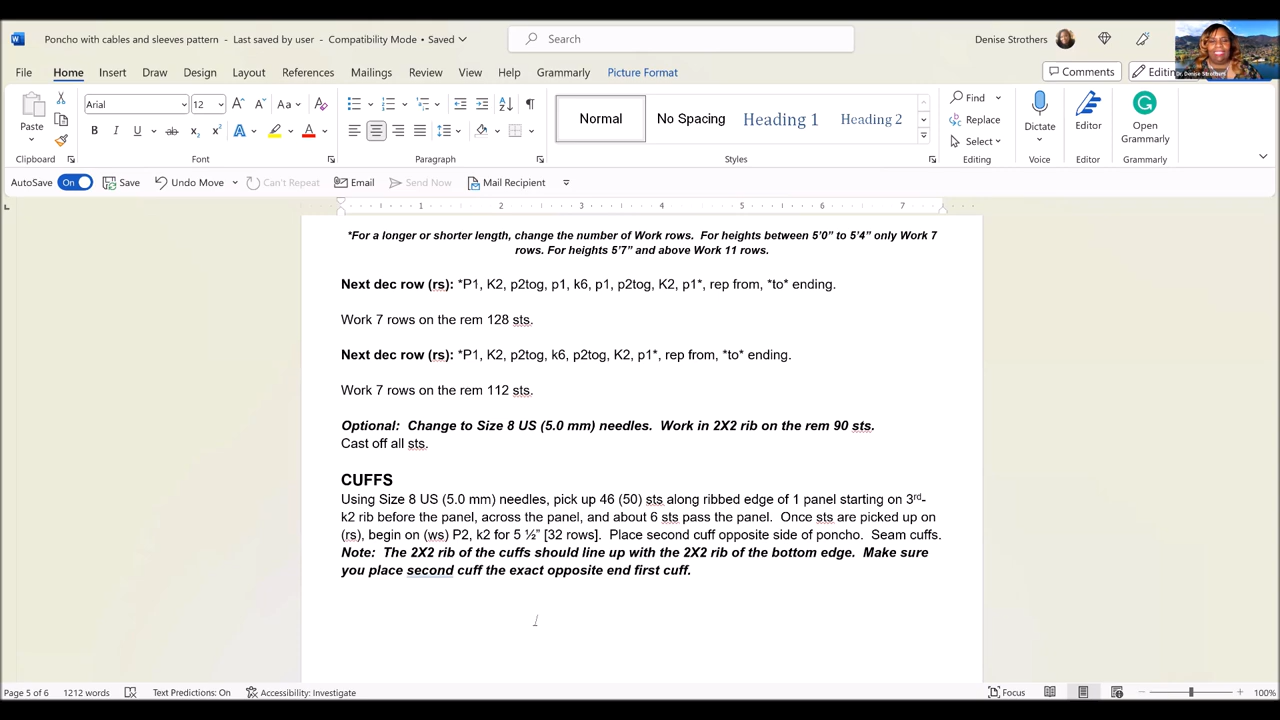 Poncho with cables and sleeves pattern - Last saved by user - Compatibility Mode • Saved
Search
Denise Strothers
File Home Insert Draw Design Layout References Mailings Review View Help Grammarly Picture Format
Comments
Editing
Dr. Denise Strothers
Arial 12
Paste
Clipboard
Font
Paragraph
Normal
No Spacing
Heading 1
Heading 2
Styles
Find
Replace
Select
Editing
Dictate
Voice
Editor
Editor
Open
Grammarly
Grammarly
AutoSave On Save Undo Move Can't Repeat Email Send Now Mail Recipient
1 2 3 4 5 6 7
*For a longer or shorter length, change the number of Work rows. For heights between 5’0” to 5’4” only Work 7
rows. For heights 5’7” and above Work 11 rows.
Next dec row (rs): *P1, K2, p2tog, p1, k6, p1, p2tog, K2, p1*, rep from, *to* ending.
Work 7 rows on the rem 128 sts.
Next dec row (rs): *P1, K2, p2tog, k6, p2tog, K2, p1*, rep from, *to* ending.
Work 7 rows on the rem 112 sts.
Optional: Change to Size 8 US (5.0 mm) needles. Work in 2X2 rib on the rem 90 sts.
Cast off all sts.
CUFFS
Using Size 8 US (5.0 mm) needles, pick up 46 (50) sts along ribbed edge of 1 panel starting on 3rd-
k2 rib before the panel, across the panel, and about 6 sts pass the panel. Once sts are picked up on
(rs), begin on (ws) P2, k2 for 5 ½” [32 rows]. Place second cuff opposite side of poncho. Seam cuffs.
Note: The 2X2 rib of the cuffs should line up with the 2X2 rib of the bottom edge. Make sure
you place second cuff the exact opposite end first cuff.
Page 5 of 6 1212 words Text Predictions: On Accessibility: Investigate Focus 100%